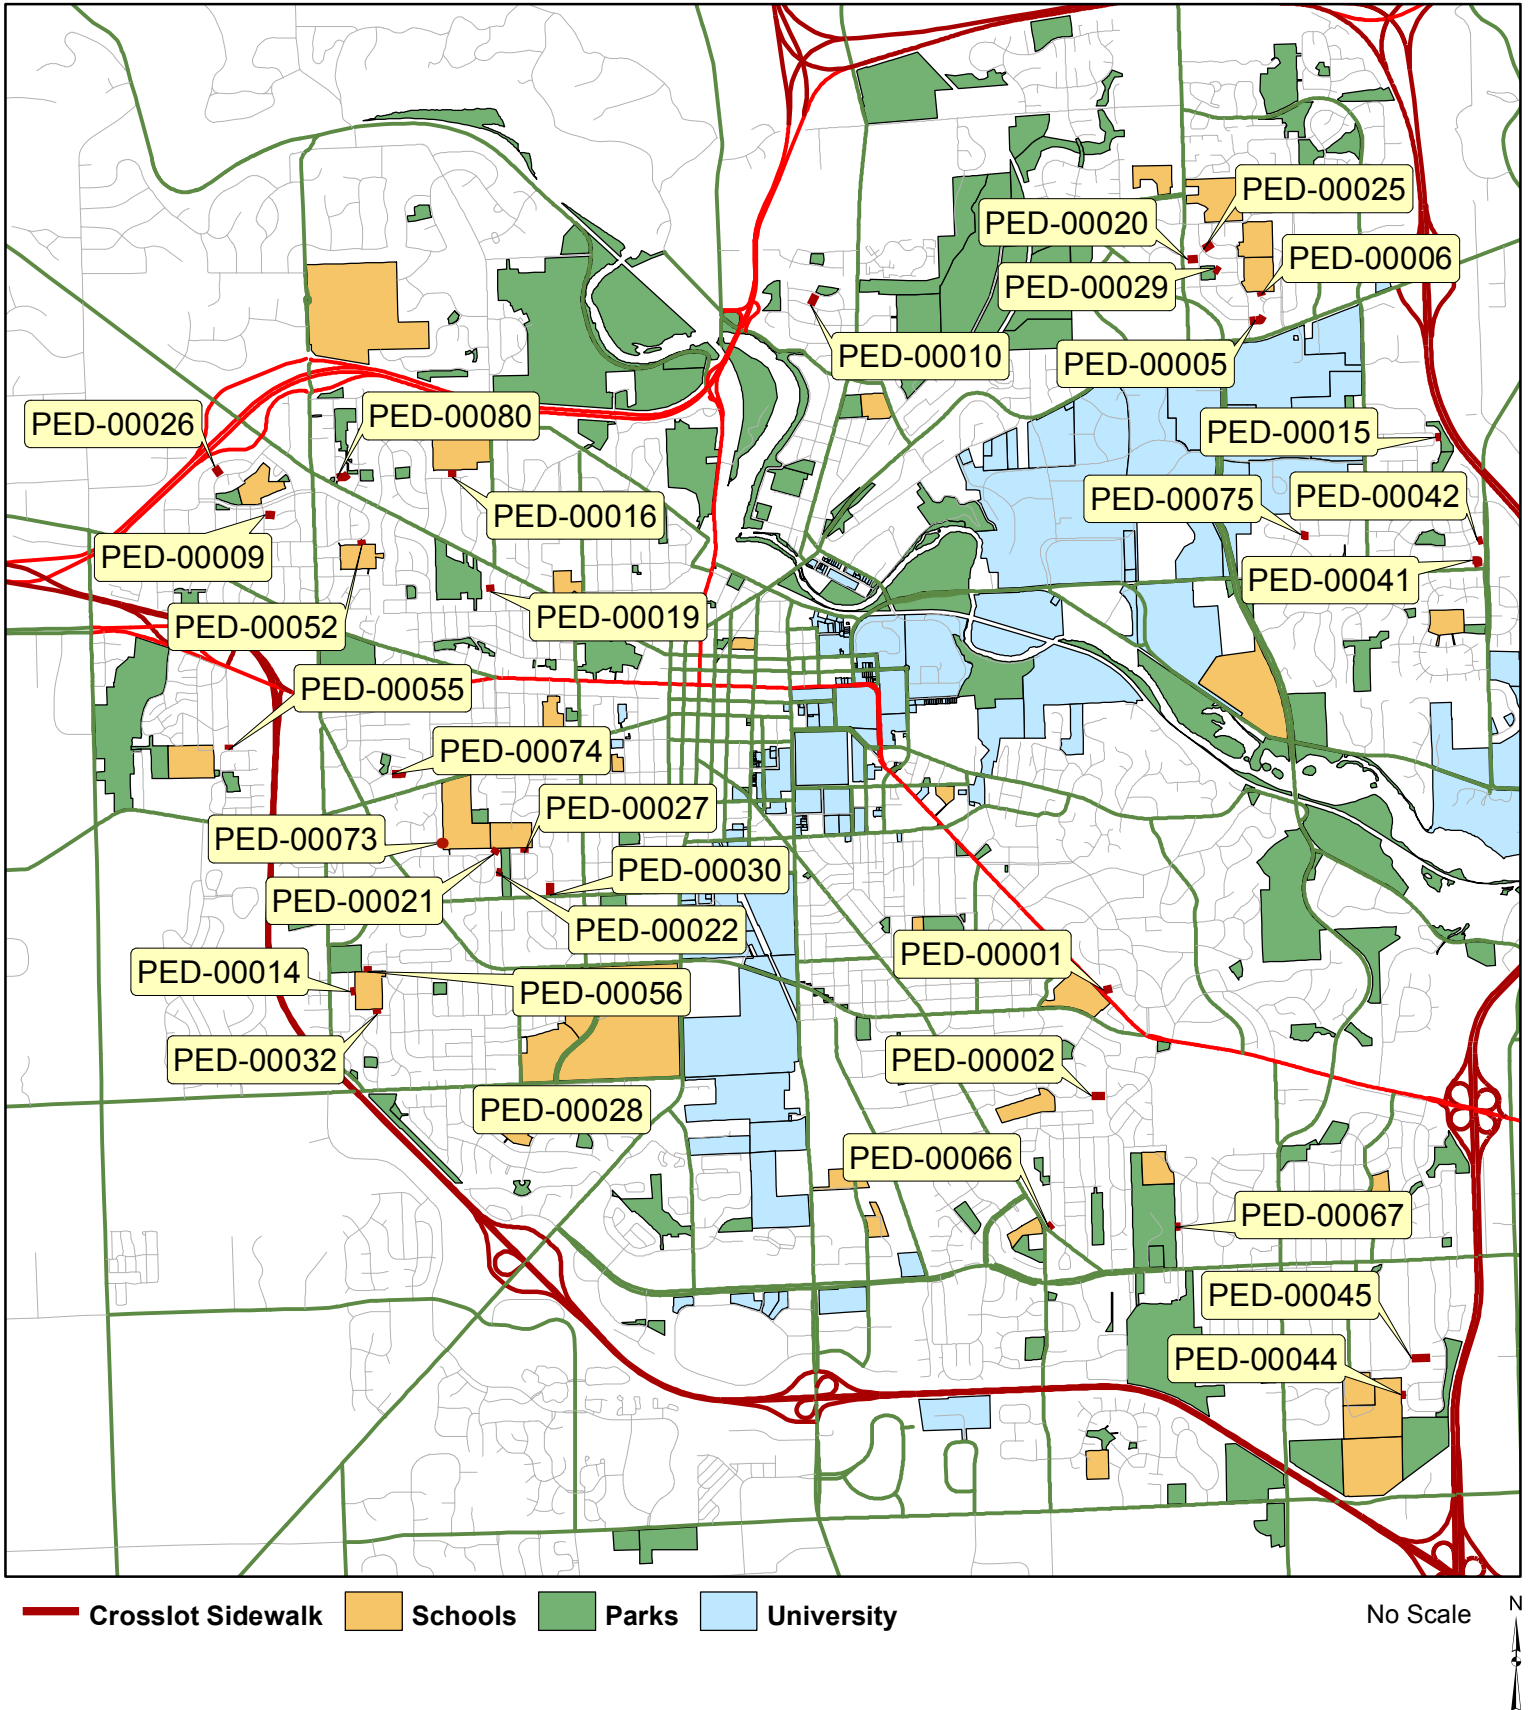 PED-00025
PED-00020
PED-00006
PED-00029
PED-00010
PED-00005
PED-00026
PED-00080
PED-00015
PED-00016
PED-00075
PED-00042
PED-00009
PED-00041
PED-00019
PED-00052
PED-00055
PED-00074
PED-00027
PED-00073
PED-00030
PED-00021
PED-00022
PED-00001
PED-00014
PED-00056
PED-00032
PED-00002
PED-00028
PED-00066
PED-00067
PED-00045
PED-00044
Crosslot Sidewalk
Schools
Parks
University
No Scale
N